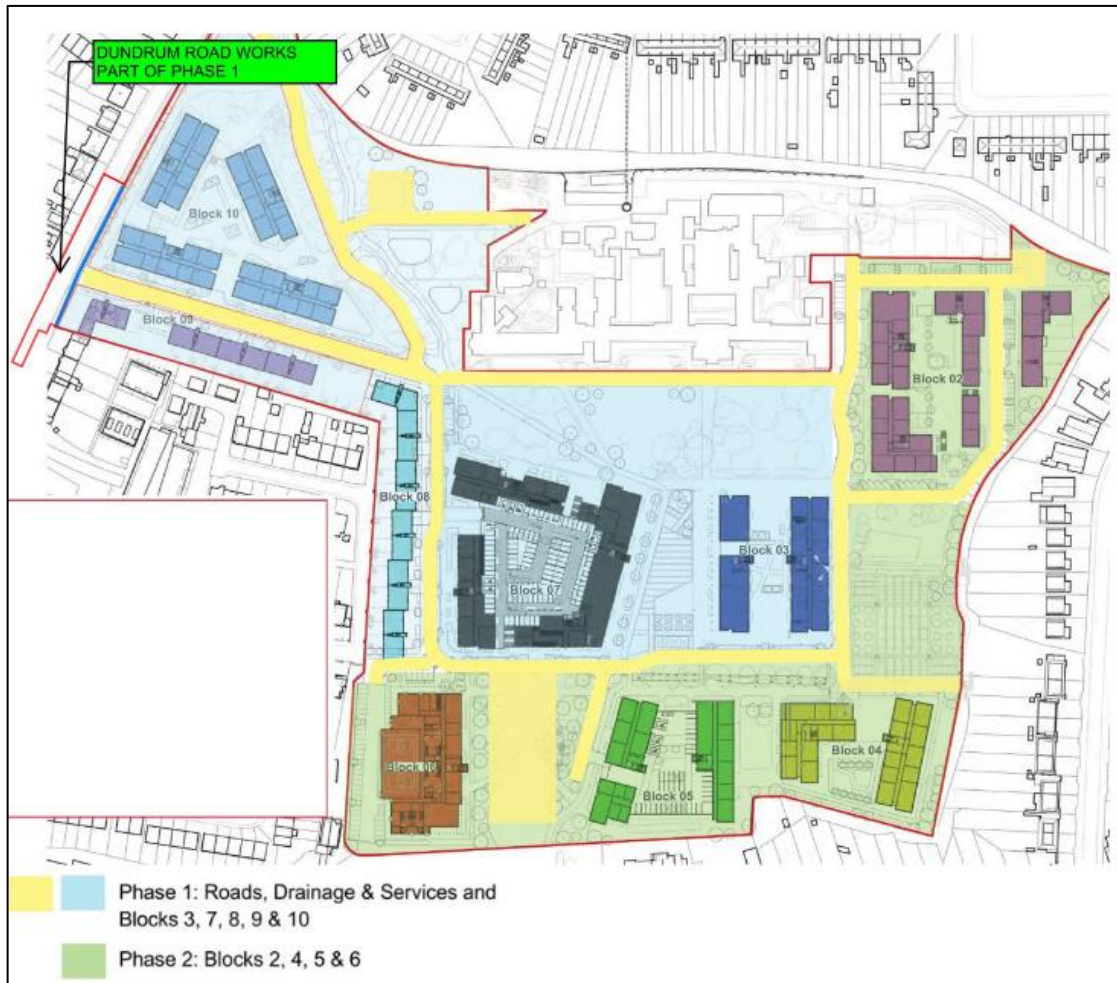 DUNDRUM ROAD WORKS
PART OF PHASE 1
Block 10
Block 09
Block 02
Block 08
Block 03
Block 07
Block 04
Block 06
Block 05
Phase 1: Roads, Drainage & Services and
Blocks 3, 7, 8, 9 & 10
Phase 2: Blocks 2, 4, 5 & 6